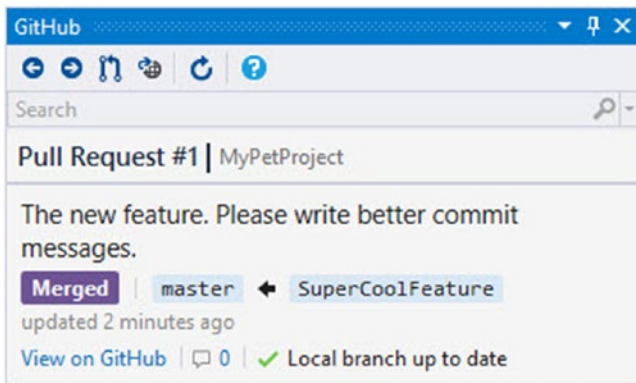 GitHub
Search
Pull Request #1 | MyPetProject
The new feature. Please write better commit
messages.
Merged | master SuperCoolFeature
updated 2 minutes ago
View on GitHub | 0 | Local branch up to date